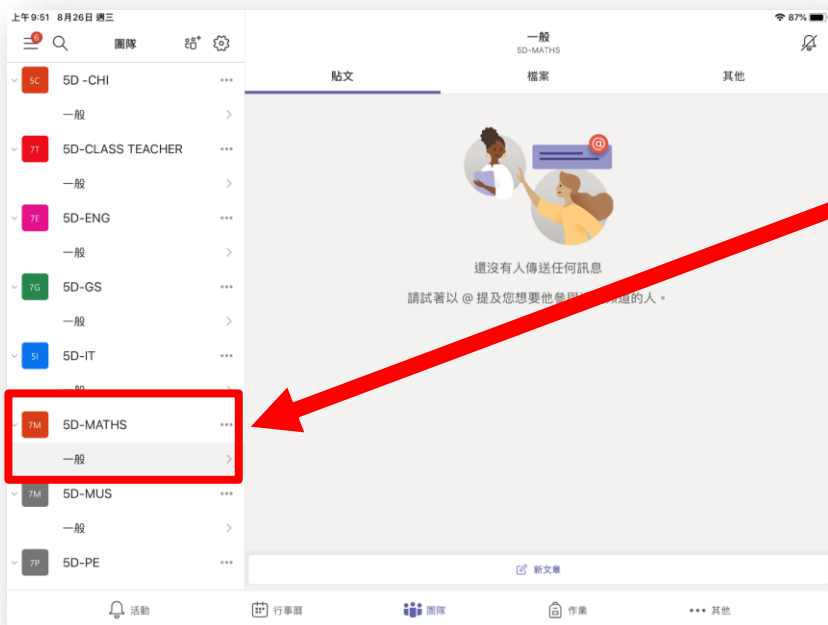 上午9:51 8月26日 週三
87%
6
團隊
一般
5D-MATHS
貼文
檔案
其他
5C
5D -CHI
一般
7T
5D-CLASS TEACHER
一般
7E
5D-ENG
一般
7G
5D-GS
一般
5I
5D-IT
一般
7M
5D-MATHS
一般
7M
5D-MUS
一般
7P
5D-PE
@
還沒有人傳送任何訊息
請試著以 @ 提及您想要他參與 頻道的人。
新文章
活動
行事曆
團隊
作業
其他